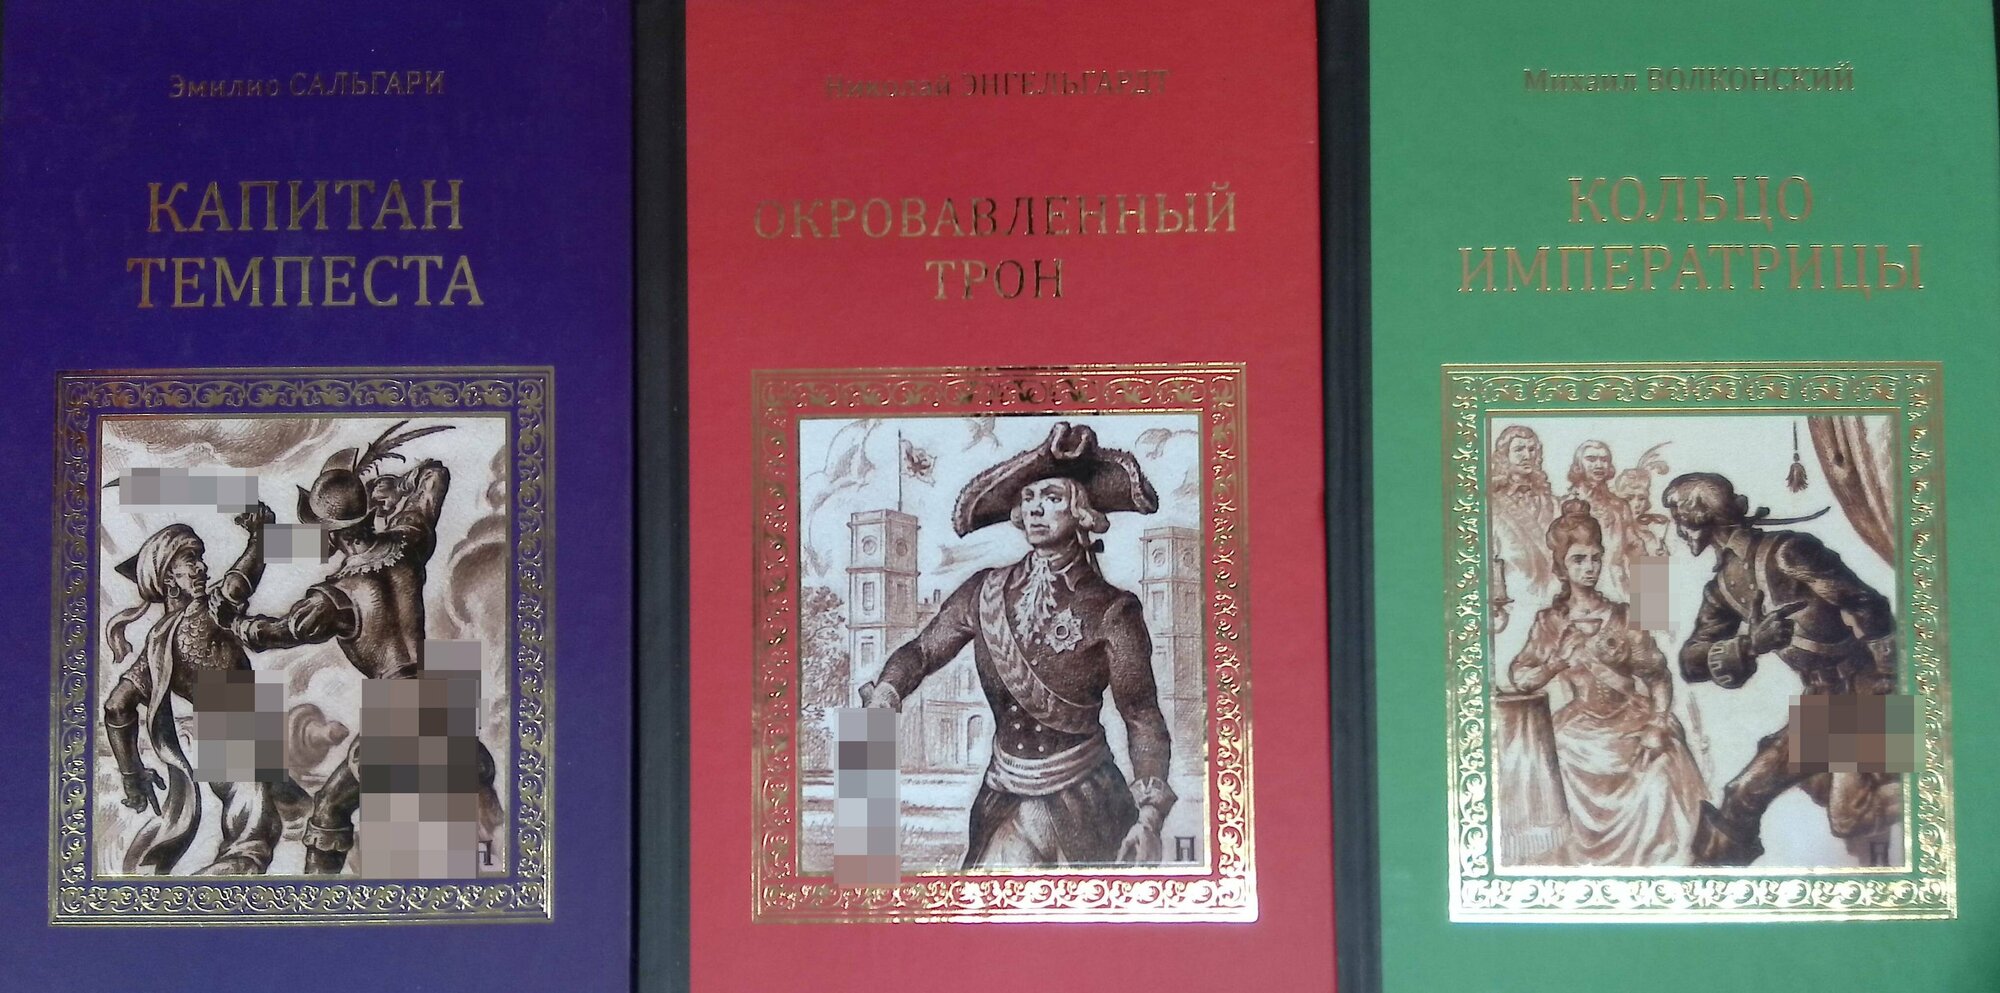 Эмилио САЛЬГАРИ
КАПИТАН
ТЕМПЕСТА
Николай ЭНГЕЛЬГАРДТ
ОКРОВАВЛЕННЫЙ
ТРОН
Михаил ВОЛКОНСКИЙ
КОЛЬЦО
ИМПЕРАТРИЦЫ